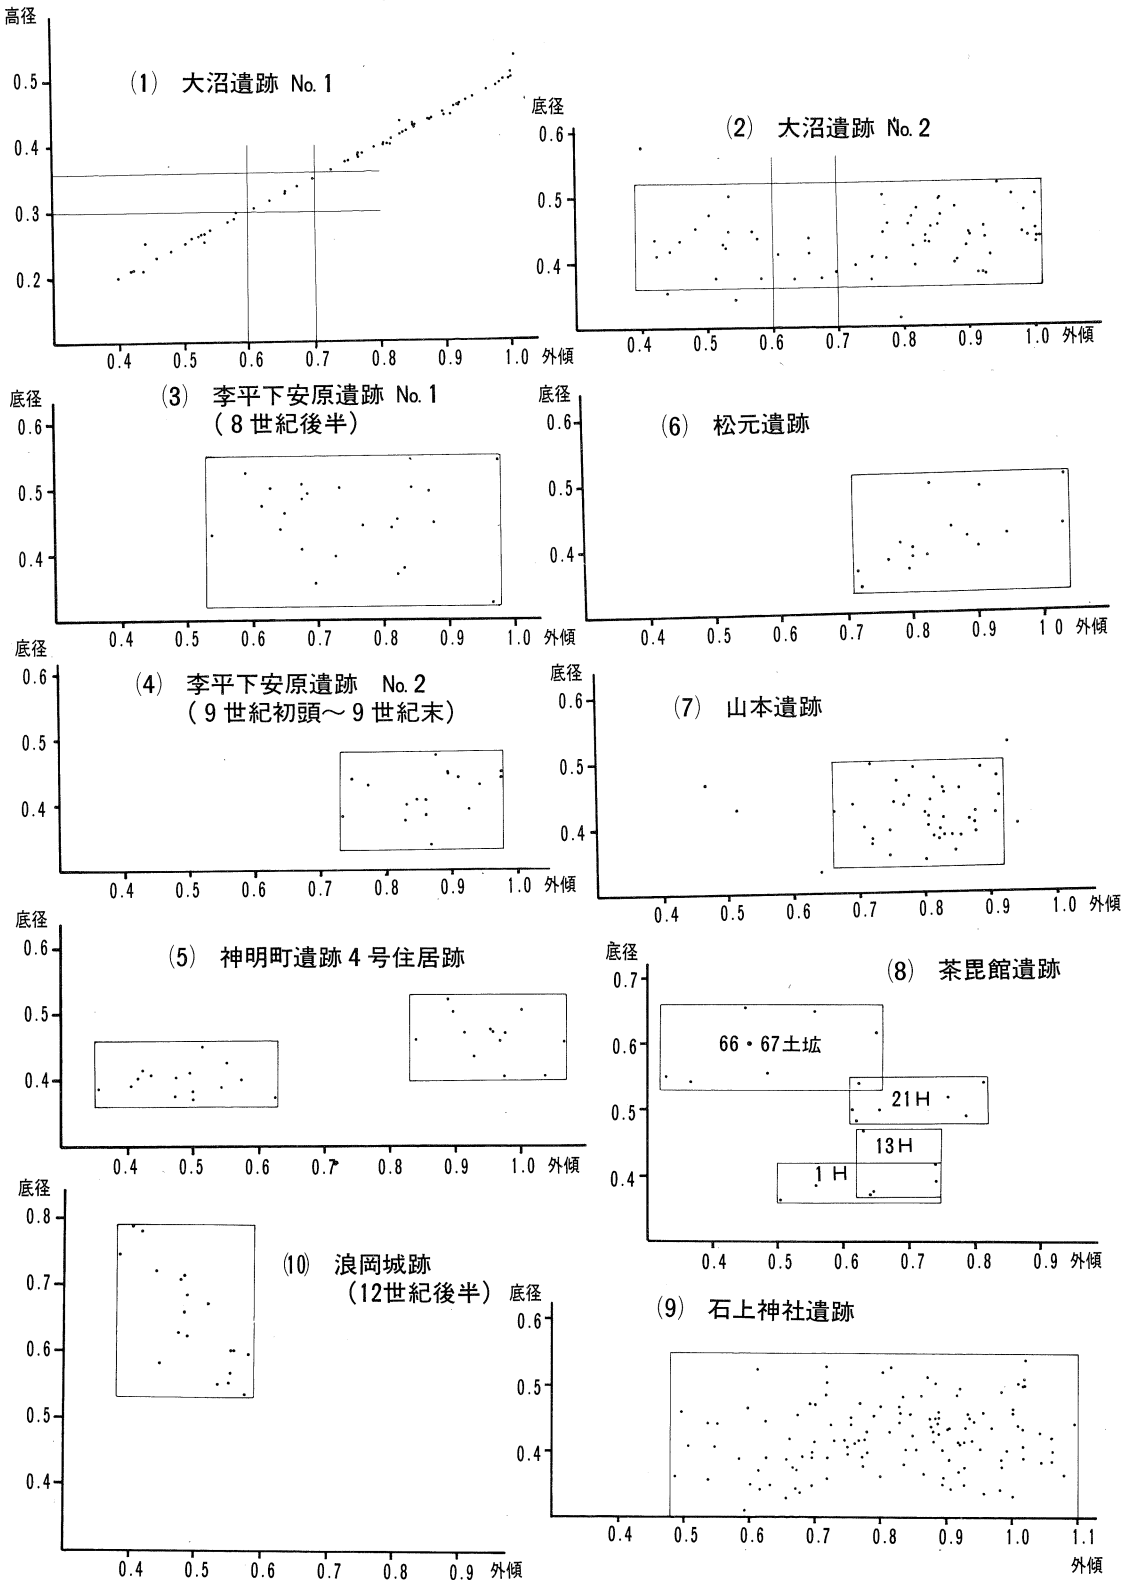 高径
(1) 大沼遺跡 No.1
0.5
0.4
0.3
0.2
0.4 0.5 0.6 0.7 0.8 0.9 1.0 外傾
底径
(2) 大沼遺跡 No.2
0.6
0.5
0.4
0.4 0.5 0.6 0.7 0.8 0.9 1.0 外傾
底径
(3) 李平下安原遺跡 No.1
(8世紀後半)
0.6
0.5
0.4
0.4 0.5 0.6 0.7 0.8 0.9 1.0 外傾
底径
(6) 松元遺跡
0.6
0.5
0.4
0.4 0.5 0.6 0.7 0.8 0.9 1 0 外傾
底径
(4) 李平下安原遺跡 No.2
(9世紀初頭～9世紀末)
0.6
0.5
0.4
0.4 0.5 0.6 0.7 0.8 0.9 1.0 外傾
底径
(7) 山本遺跡
0.6
0.5
0.4
0.4 0.5 0.6 0.7 0.8 0.9 1.0 外傾
底径
(5) 神明町遺跡4号住居跡
0.6
0.5
0.4
0.4 0.5 0.6 0.7 0.8 0.9 1.0 外傾
底径
(8) 茶毘館遺跡
0.7
0.6
0.5
0.4
66・67土坑
21H
13H
1H
0.4 0.5 0.6 0.7 0.8 0.9 外傾
底径
(10) 浪岡城跡
(12世紀後半)
0.8
0.7
0.6
0.5
0.4
0.4 0.5 0.6 0.7 0.8 0.9 外傾
底径
(9) 石上神社遺跡
0.6
0.5
0.4
0.4 0.5 0.6 0.7 0.8 0.9 1.0 1.1
外傾